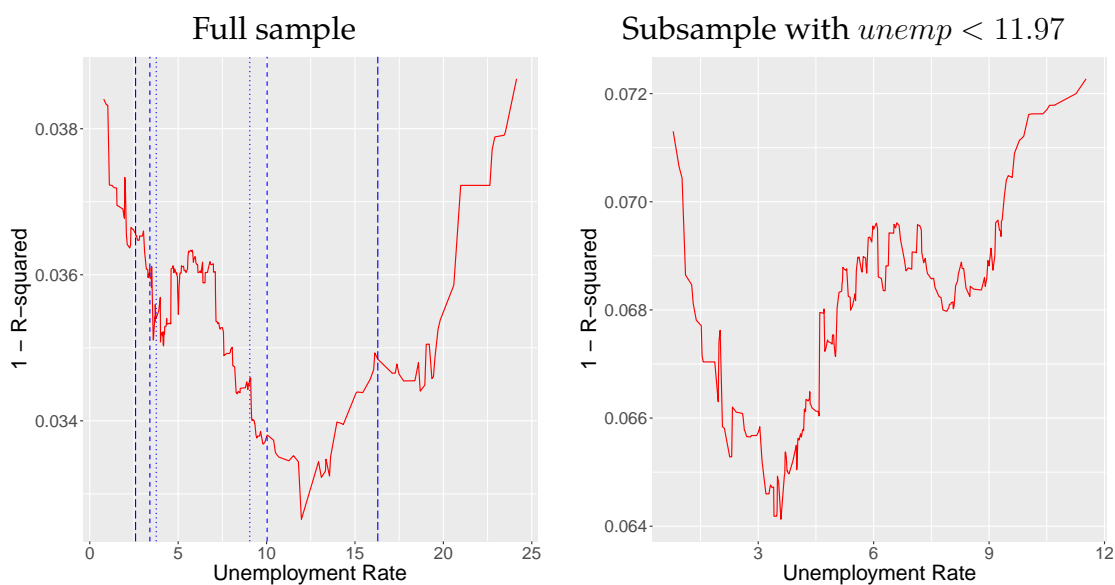 Full sample
0.038
0.036
0.034
1 − R−squared
0 5 10 15 20 25
Unemployment Rate
Subsample with unemp < 11.97
0.072
0.070
0.068
0.066
0.064
1 − R−squared
3 6 9 12
Unemployment Rate